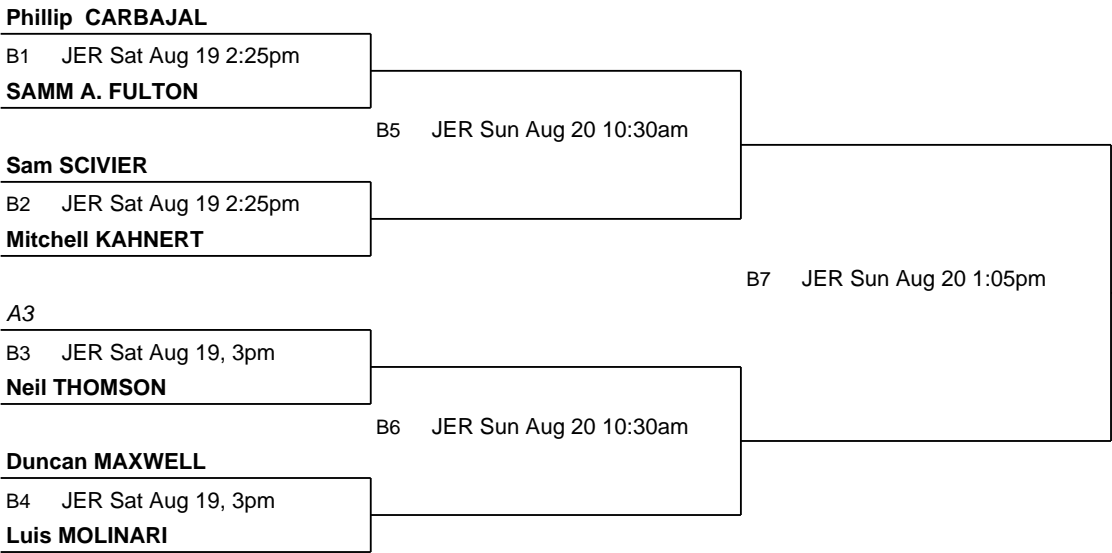 Phillip  CARBAJAL
B1 JER Sat Aug 19 2:25pm
SAMM A. FULTON
B5 JER Sun Aug 20 10:30am
Sam SCIVIER
B2 JER Sat Aug 19 2:25pm
Mitchell KAHNERT
B7 JER Sun Aug 20 1:05pm
A3
B3 JER Sat Aug 19, 3pm
Neil THOMSON
B6 JER Sun Aug 20 10:30am
Duncan MAXWELL
B4 JER Sat Aug 19, 3pm
Luis MOLINARI